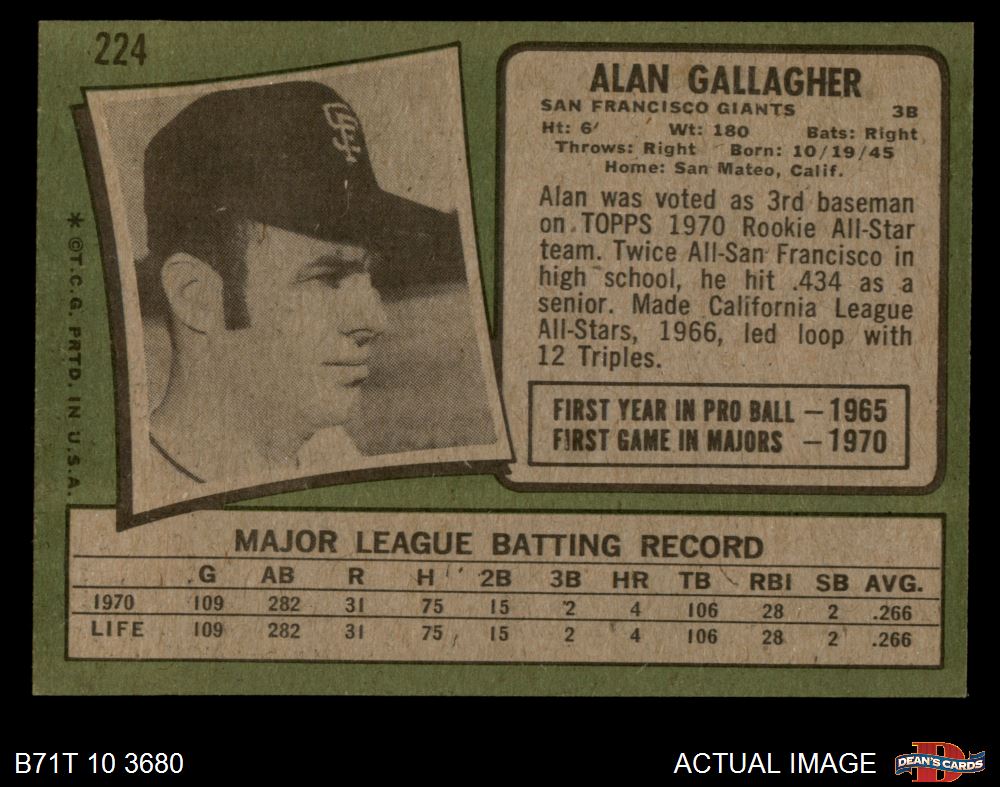 224
SF
* ©T.C.G. PRTD. IN U.S.A.
ALAN GALLAGHER
SAN FRANCISCO GIANTS 3B
Ht: 6' Wt: 180 Bats: Right
Throws: Right Born: 10/19/45
Home: San Mateo, Calif.
Alan was voted as 3rd baseman
on TOPPS 1970 Rookie All-Star
team. Twice All-San Francisco in
high school, he hit .434 as a
senior. Made California League
All-Stars, 1966, led loop with
12 Triples.
FIRST YEAR IN PRO BALL — 1965
FIRST GAME IN MAJORS — 1970
MAJOR LEAGUE BATTING RECORD
G AB R H 2B 3B HR TB RBI SB AVG.
1970 109 282 31 75 15 2 4 106 28 2 .266
LIFE 109 282 31 75 15 2 4 106 28 2 .266
B71T 10 3680 ACTUAL IMAGE DEAN'S CARDS